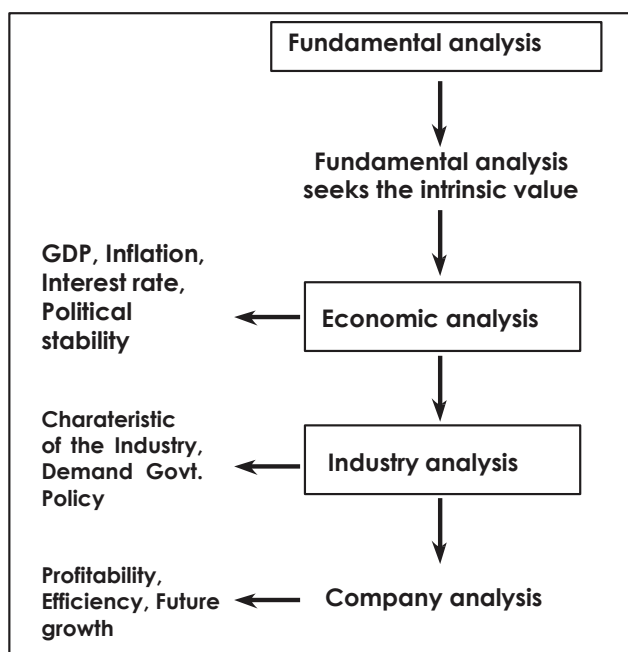 Fundamental analysis
Fundamental analysis
seeks the intrinsic value
GDP, Inflation,
Interest rate,
Political
stability
Economic analysis
Charateristic
of the Industry,
Demand Govt.
Policy
Industry analysis
Profitability,
Efficiency, Future
growth
Company analysis